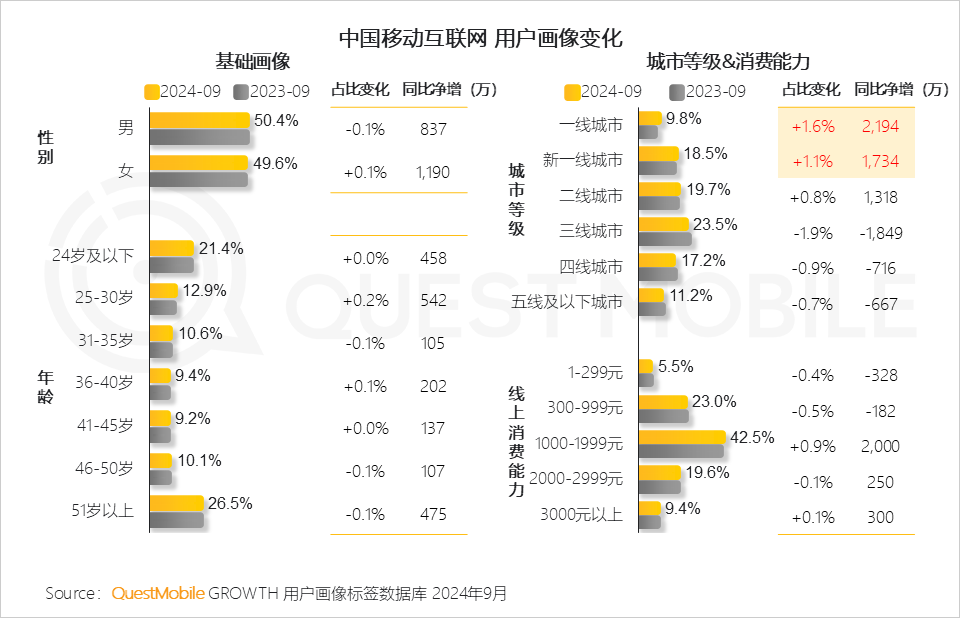 中国移动互联网 用户画像变化
基础画像
2024-09 2023-09 占比变化 同比净增（万）
性别
男 50.4% -0.1% 837
女 49.6% +0.1% 1,190
年龄
24岁及以下 21.4% +0.0% 458
25-30岁 12.9% +0.2% 542
31-35岁 10.6% -0.1% 105
36-40岁 9.4% +0.1% 202
41-45岁 9.2% +0.0% 137
46-50岁 10.1% -0.1% 107
51岁以上 26.5% -0.1% 475
城市等级&消费能力
2024-09 2023-09 占比变化 同比净增（万）
城市等级
一线城市 9.8% +1.6% 2,194
新一线城市 18.5% +1.1% 1,734
二线城市 19.7% +0.8% 1,318
三线城市 23.5% -1.9% -1,849
四线城市 17.2% -0.9% -716
五线及以下城市 11.2% -0.7% -667
线上消费能力
1-299元 5.5% -0.4% -328
300-999元 23.0% -0.5% -182
1000-1999元 42.5% +0.9% 2,000
2000-2999元 19.6% -0.1% 250
3000元以上 9.4% +0.1% 300
QUEST MOBILE
Source：QuestMobile GROWTH 用户画像标签数据库 2024年9月